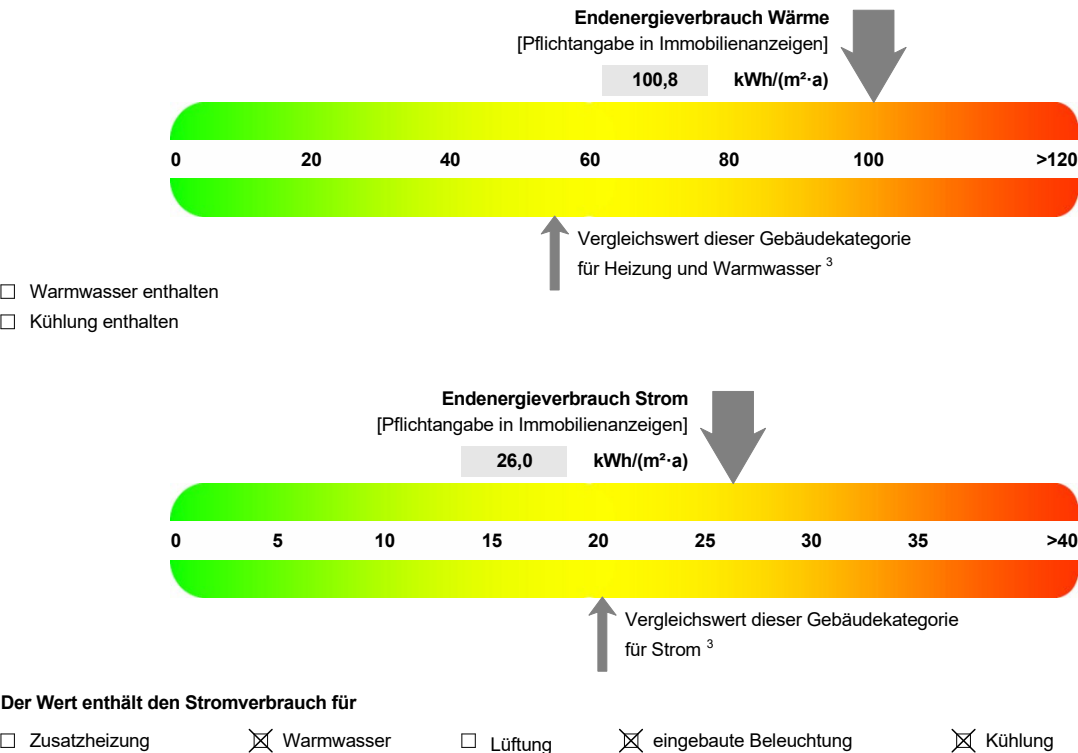 Endenergieverbrauch Wärme
[Pflichtangabe in Immobilienanzeigen]
100,8 kWh/(m²·a)
0 20 40 60 80 100 >120
Vergleichswert dieser Gebäudekategorie
für Heizung und Warmwasser ³
☐ Warmwasser enthalten
☐ Kühlung enthalten
Endenergieverbrauch Strom
[Pflichtangabe in Immobilienanzeigen]
26,0 kWh/(m²·a)
0 5 10 15 20 25 30 35 >40
Vergleichswert dieser Gebäudekategorie
für Strom ³
Der Wert enthält den Stromverbrauch für
☐ Zusatzheizung ☒ Warmwasser ☐ Lüftung ☒ eingebaute Beleuchtung ☒ Kühlung